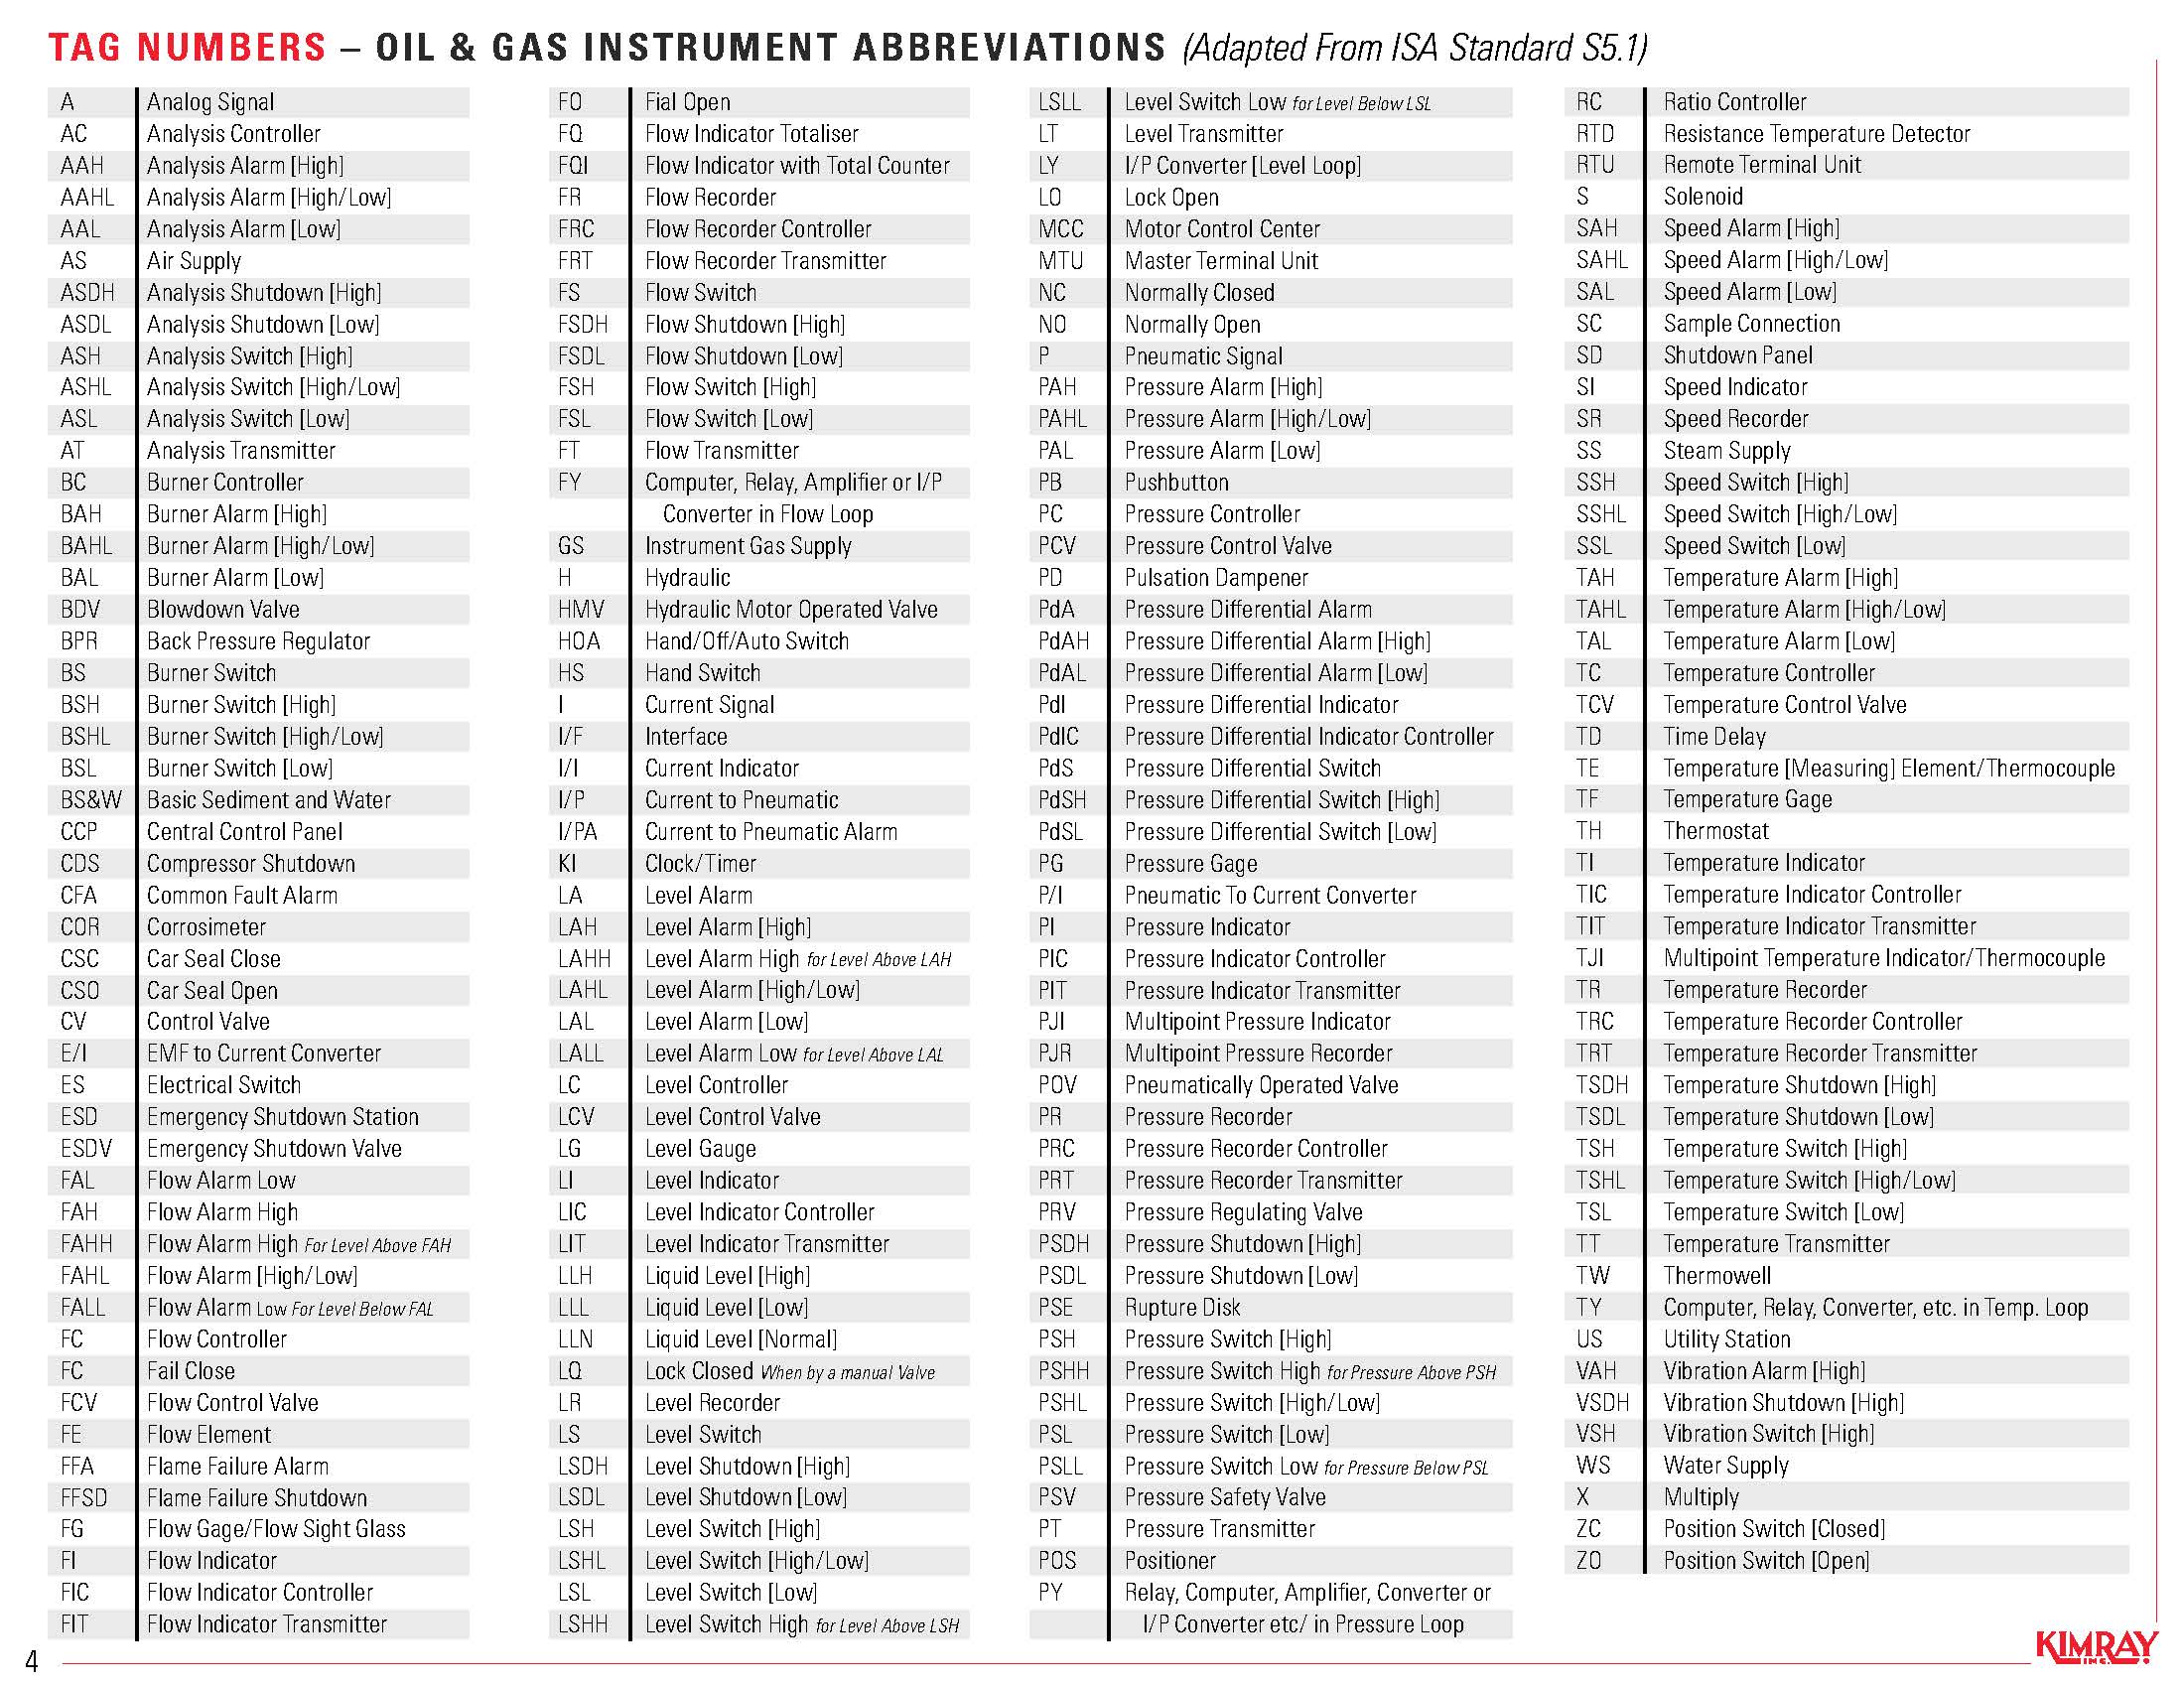 TAG NUMBERS – OIL & GAS INSTRUMENT ABBREVIATIONS (Adapted From ISA Standard S5.1)
A Analog Signal
AC Analysis Controller
AAH Analysis Alarm [High]
AAHL Analysis Alarm [High/Low]
AAL Analysis Alarm [Low]
AS Air Supply
ASDH Analysis Shutdown [High]
ASDL Analysis Shutdown [Low]
ASH Analysis Switch [High]
ASHL Analysis Switch [High/Low]
ASL Analysis Switch [Low]
AT Analysis Transmitter
BC Burner Controller
BAH Burner Alarm [High]
BAHL Burner Alarm [High/Low]
BAL Burner Alarm [Low]
BDV Blowdown Valve
BPR Back Pressure Regulator
BS Burner Switch
BSH Burner Switch [High]
BSHL Burner Switch [High/Low]
BSL Burner Switch [Low]
BS&W Basic Sediment and Water
CCP Central Control Panel
CDS Compressor Shutdown
CFA Common Fault Alarm
COR Corrosimeter
CSC Car Seal Close
CSO Car Seal Open
CV Control Valve
E/I EMF to Current Converter
ES Electrical Switch
ESD Emergency Shutdown Station
ESDV Emergency Shutdown Valve
FAL Flow Alarm Low
FAH Flow Alarm High
FAHH Flow Alarm High For Level Above FAH
FAHL Flow Alarm [High/Low]
FALL Flow Alarm Low For Level Below FAL
FC Flow Controller
FC Fail Close
FCV Flow Control Valve
FE Flow Element
FFA Flame Failure Alarm
FFSD Flame Failure Shutdown
FG Flow Gage/Flow Sight Glass
FI Flow Indicator
FIC Flow Indicator Controller
FIT Flow Indicator Transmitter
FO Fial Open
FQ Flow Indicator Totaliser
FQI Flow Indicator with Total Counter
FR Flow Recorder
FRC Flow Recorder Controller
FRT Flow Recorder Transmitter
FS Flow Switch
FSDH Flow Shutdown [High]
FSDL Flow Shutdown [Low]
FSH Flow Switch [High]
FSL Flow Switch [Low]
FT Flow Transmitter
FY Computer, Relay, Amplifier or I/P
Converter in Flow Loop
GS Instrument Gas Supply
H Hydraulic
HMV Hydraulic Motor Operated Valve
HOA Hand/Off/Auto Switch
HS Hand Switch
I Current Signal
I/F Interface
I/I Current Indicator
I/P Current to Pneumatic
I/PA Current to Pneumatic Alarm
KI Clock/Timer
LA Level Alarm
LAH Level Alarm [High]
LAHH Level Alarm High for Level Above LAH
LAHL Level Alarm [High/Low]
LAL Level Alarm [Low]
LALL Level Alarm Low for Level Above LAL
LC Level Controller
LCV Level Control Valve
LG Level Gauge
LI Level Indicator
LIC Level Indicator Controller
LIT Level Indicator Transmitter
LLH Liquid Level [High]
LLL Liquid Level [Low]
LLN Liquid Level [Normal]
LQ Lock Closed When by a manual Valve
LR Level Recorder
LS Level Switch
LSDH Level Shutdown [High]
LSDL Level Shutdown [Low]
LSH Level Switch [High]
LSHL Level Switch [High/Low]
LSL Level Switch [Low]
LSHH Level Switch High for Level Above LSH
LSLL Level Switch Low for Level Below LSL
LT Level Transmitter
LY I/P Converter [Level Loop]
LO Lock Open
MCC Motor Control Center
MTU Master Terminal Unit
NC Normally Closed
NO Normally Open
P Pneumatic Signal
PAH Pressure Alarm [High]
PAHL Pressure Alarm [High/Low]
PAL Pressure Alarm [Low]
PB Pushbutton
PC Pressure Controller
PCV Pressure Control Valve
PD Pulsation Dampener
PdA Pressure Differential Alarm
PdAH Pressure Differential Alarm [High]
PdAL Pressure Differential Alarm [Low]
PdI Pressure Differential Indicator
PdIC Pressure Differential Indicator Controller
PdS Pressure Differential Switch
PdSH Pressure Differential Switch [High]
PdSL Pressure Differential Switch [Low]
PG Pressure Gage
P/I Pneumatic To Current Converter
PI Pressure Indicator
PIC Pressure Indicator Controller
PIT Pressure Indicator Transmitter
PJI Multipoint Pressure Indicator
PJR Multipoint Pressure Recorder
POV Pneumatically Operated Valve
PR Pressure Recorder
PRC Pressure Recorder Controller
PRT Pressure Recorder Transmitter
PRV Pressure Regulating Valve
PSDH Pressure Shutdown [High]
PSDL Pressure Shutdown [Low]
PSE Rupture Disk
PSH Pressure Switch [High]
PSHH Pressure Switch High for Pressure Above PSH
PSHL Pressure Switch [High/Low]
PSL Pressure Switch [Low]
PSLL Pressure Switch Low for Pressure Below PSL
PSV Pressure Safety Valve
PT Pressure Transmitter
POS Positioner
PY Relay, Computer, Amplifier, Converter or
I/P Converter etc/ in Pressure Loop
RC Ratio Controller
RTD Resistance Temperature Detector
RTU Remote Terminal Unit
S Solenoid
SAH Speed Alarm [High]
SAHL Speed Alarm [High/Low]
SAL Speed Alarm [Low]
SC Sample Connection
SD Shutdown Panel
SI Speed Indicator
SR Speed Recorder
SS Steam Supply
SSH Speed Switch [High]
SSHL Speed Switch [High/Low]
SSL Speed Switch [Low]
TAH Temperature Alarm [High]
TAHL Temperature Alarm [High/Low]
TAL Temperature Alarm [Low]
TC Temperature Controller
TCV Temperature Control Valve
TD Time Delay
TE Temperature [Measuring] Element/Thermocouple
TF Temperature Gage
TH Thermostat
TI Temperature Indicator
TIC Temperature Indicator Controller
TIT Temperature Indicator Transmitter
TJI Multipoint Temperature Indicator/Thermocouple
TR Temperature Recorder
TRC Temperature Recorder Controller
TRT Temperature Recorder Transmitter
TSDH Temperature Shutdown [High]
TSDL Temperature Shutdown [Low]
TSH Temperature Switch [High]
TSHL Temperature Switch [High/Low]
TSL Temperature Switch [Low]
TT Temperature Transmitter
TW Thermowell
TY Computer, Relay, Converter, etc. in Temp. Loop
US Utility Station
VAH Vibration Alarm [High]
VSDH Vibration Shutdown [High]
VSH Vibration Switch [High]
WS Water Supply
X Multiply
ZC Position Switch [Closed]
ZO Position Switch [Open]
4
KIMRAY
INC.